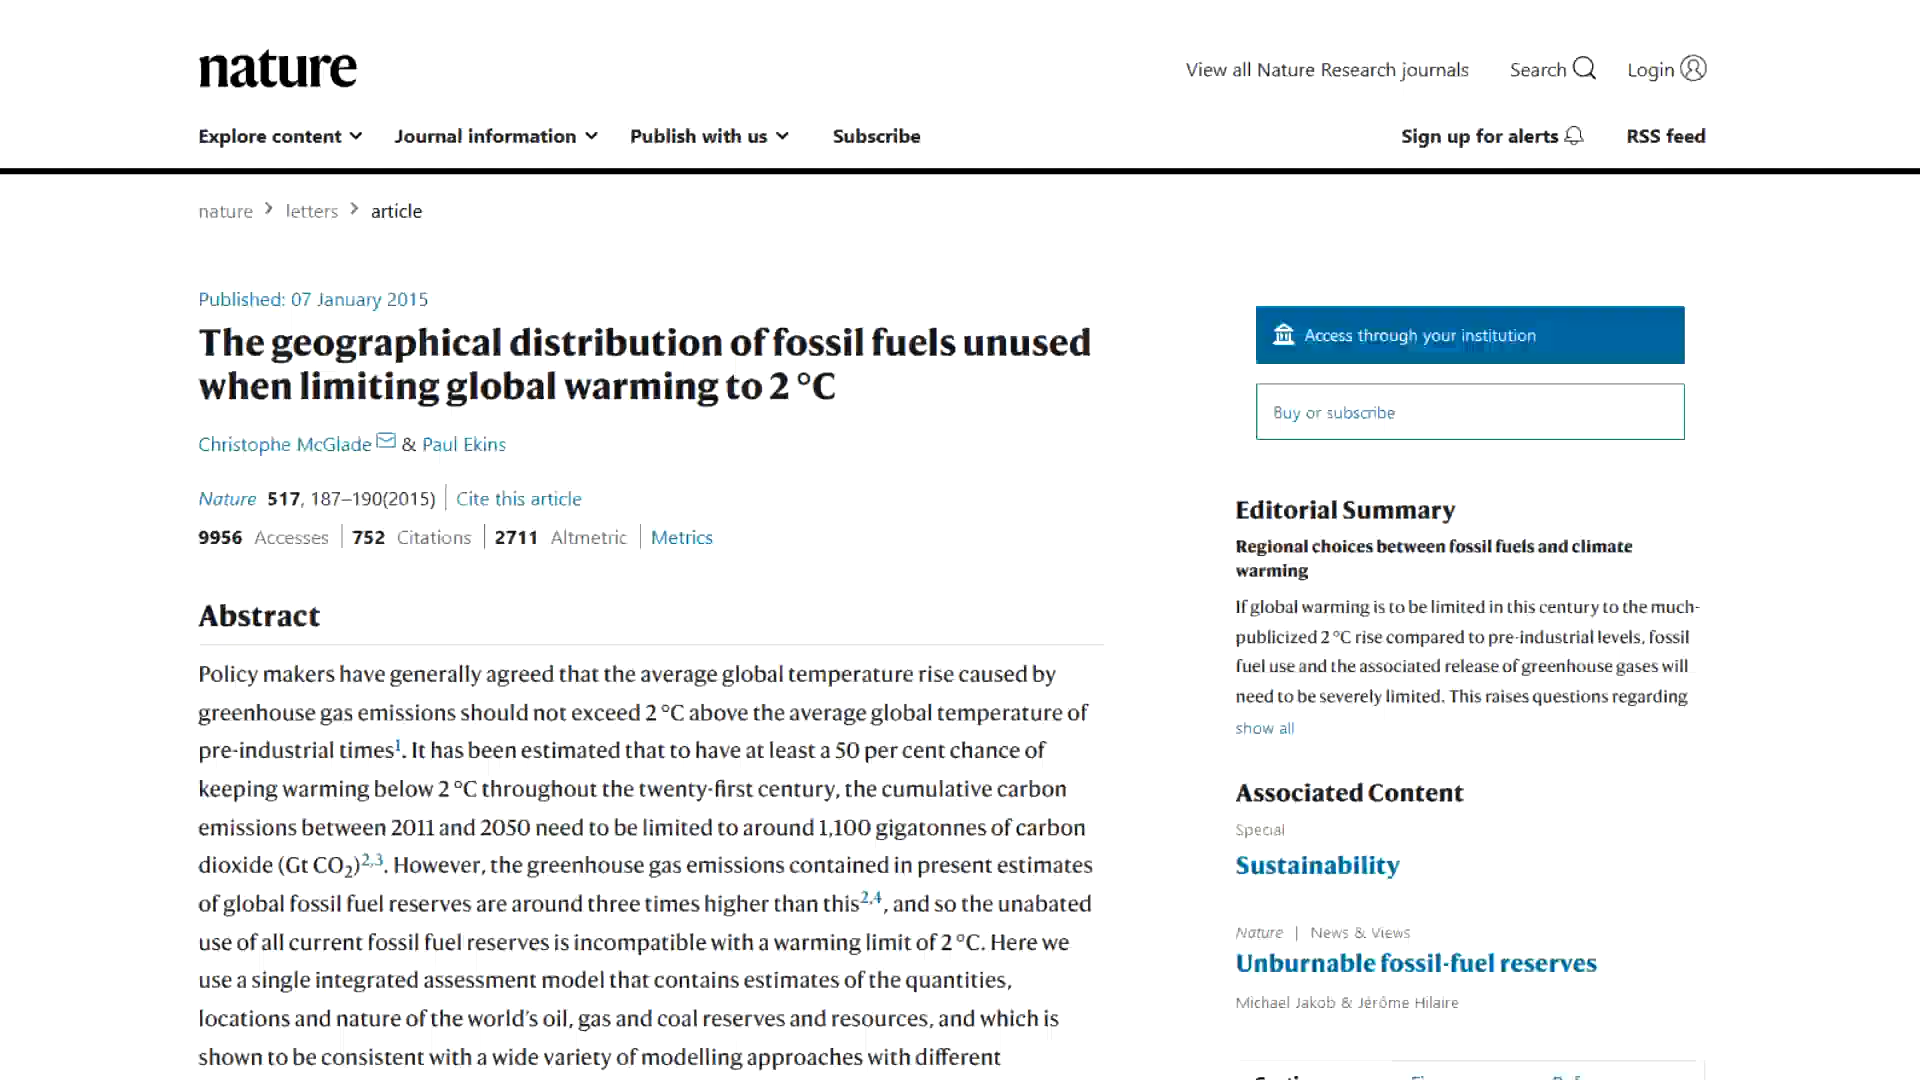 nature
View all Nature Research journals Search Login
Explore content Journal information Publish with us Subscribe
Sign up for alerts RSS feed
nature > letters > article
Published: 07 January 2015
The geographical distribution of fossil fuels unused
when limiting global warming to 2 °C
Christophe McGlade & Paul Ekins
Nature 517, 187–190(2015) | Cite this article
9956 Accesses | 752 Citations | 2711 Altmetric | Metrics
Abstract
Policy makers have generally agreed that the average global temperature rise caused by
greenhouse gas emissions should not exceed 2 °C above the average global temperature of
pre-industrial times1. It has been estimated that to have at least a 50 per cent chance of
keeping warming below 2 °C throughout the twenty-first century, the cumulative carbon
emissions between 2011 and 2050 need to be limited to around 1,100 gigatonnes of carbon
dioxide (Gt CO2)2,3. However, the greenhouse gas emissions contained in present estimates
of global fossil fuel reserves are around three times higher than this2,4, and so the unabated
use of all current fossil fuel reserves is incompatible with a warming limit of 2 °C. Here we
use a single integrated assessment model that contains estimates of the quantities,
locations and nature of the world's oil, gas and coal reserves and resources, and which is
shown to be consistent with a wide variety of modelling approaches with different
Access through your institution
Buy or subscribe
Editorial Summary
Regional choices between fossil fuels and climate
warming
If global warming is to be limited in this century to the much-
publicized 2 °C rise compared to pre-industrial levels, fossil
fuel use and the associated release of greenhouse gases will
need to be severely limited. This raises questions regarding
show all
Associated Content
Special
Sustainability
Nature | News & Views
Unburnable fossil-fuel reserves
Michael Jakob & Jérôme Hilaire